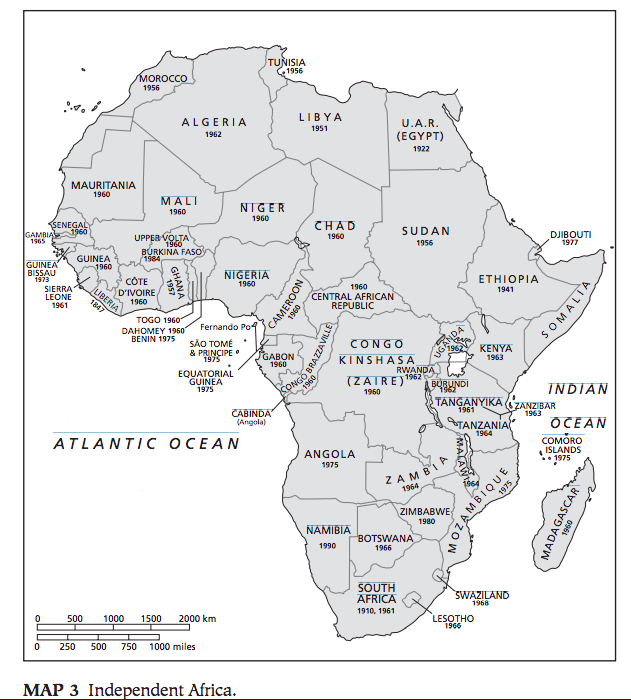 TUNISIA
1956
MOROCCO
1956
ALGERIA
1962
LIBYA
1951
U.A.R.
(EGYPT)
1922
MAURITANIA
1960
MALI
1960
NIGER
1960
CHAD
1960
SUDAN
1956
DJIBOUTI
1977
SENEGAL
1960
GAMBIA
1965
GUINEA
BISSAU
1973
GUINEA
1960
SIERRA
LEONE
1961
LIBERIA
1847
CÔTE
D'IVOIRE
1960
UPPER VOLTA
1960
BURKINA FASO
1984
GHANA
1957
TOGO 1960
DAHOMEY 1960
BENIN 1975
NIGERIA
1960
CAMEROON
1960
1960
CENTRAL AFRICAN
REPUBLIC
ETHIOPIA
1941
SOMALIA
Fernando Po
SÃO TOMÉ
& PRINCIPE
1975
EQUATORIAL
GUINEA
1975
GABON
1960
CONGO BRAZZAVILLE
1960
CONGO
KINSHASA
(ZAIRE)
1960
UGANDA
1962
KENYA
1963
RWANDA
1962
BURUNDI
1962
TANGANYIKA
1961
ZANZIBAR
1963
TANZANIA
1964
INDIAN
OCEAN
COMORO
ISLANDS
1975
CABINDA
(Angola)
ATLANTIC OCEAN
ANGOLA
1975
ZAMBIA
1964
MALAWI
1964
MOZAMBIQUE
1975
MADAGASCAR
1960
ZIMBABWE
1980
NAMIBIA
1990
BOTSWANA
1966
SOUTH
AFRICA
1910, 1961
SWAZILAND
1968
LESOTHO
1966
0 500 1000 1500 2000 km
0 250 500 750 1000 miles
MAP 3 Independent Africa.